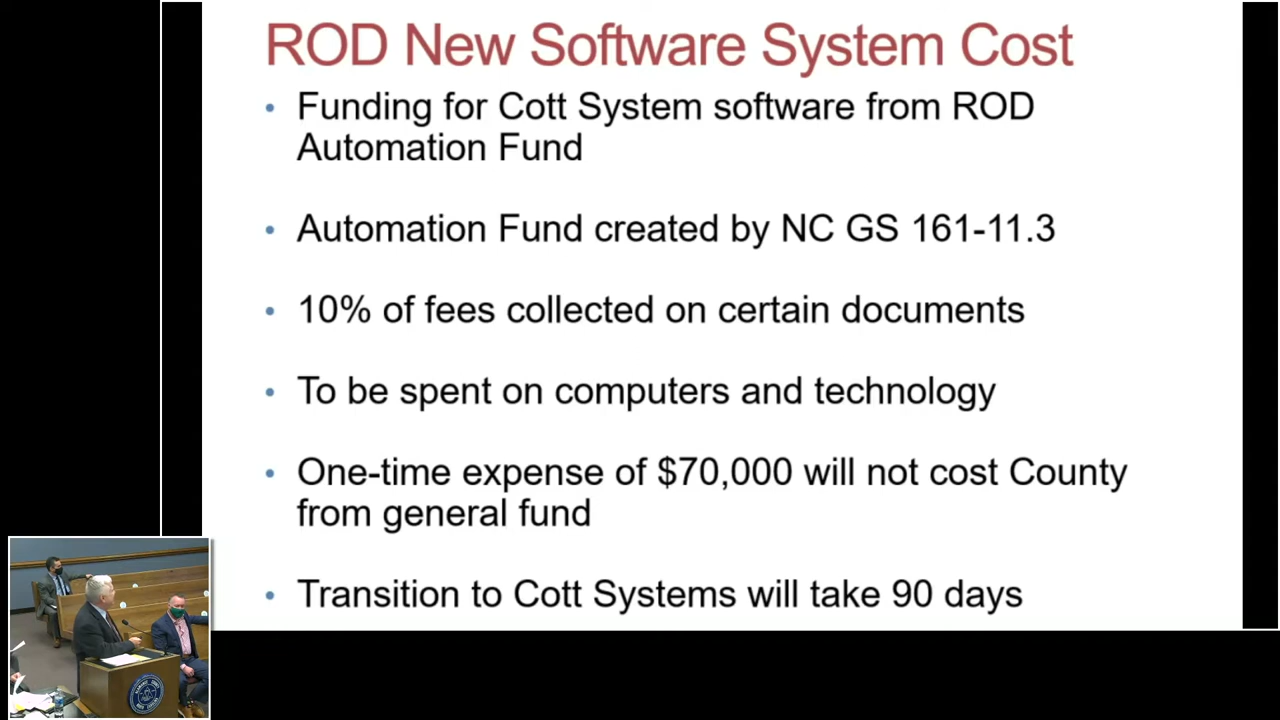 ROD New Software System Cost
• Funding for Cott System software from ROD
Automation Fund
• Automation Fund created by NC GS 161-11.3
• 10% of fees collected on certain documents
• To be spent on computers and technology
• One-time expense of $70,000 will not cost County
from general fund
• Transition to Cott Systems will take 90 days